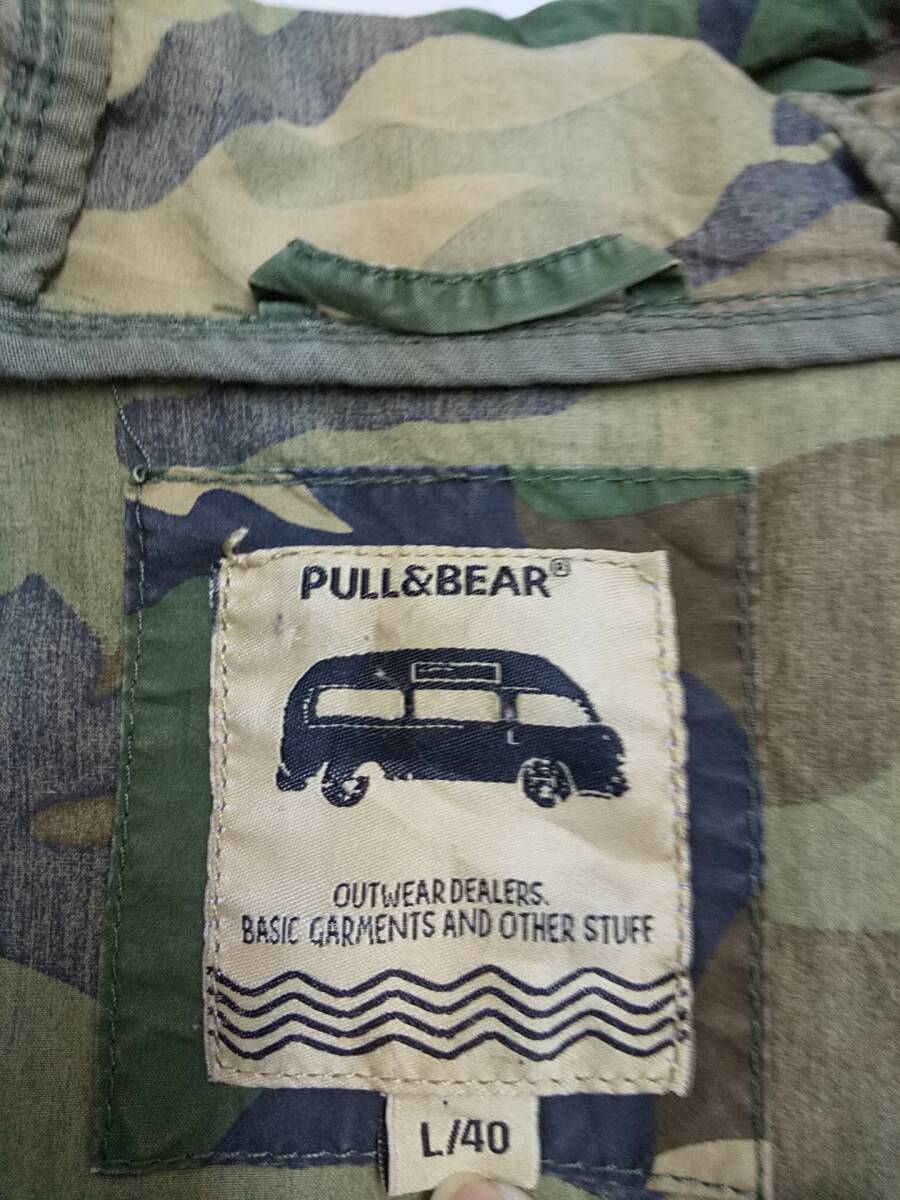 PULL&BEAR®
OUTWEAR DEALERS.
BASIC GARMENTS AND OTHER STUFF
L/40